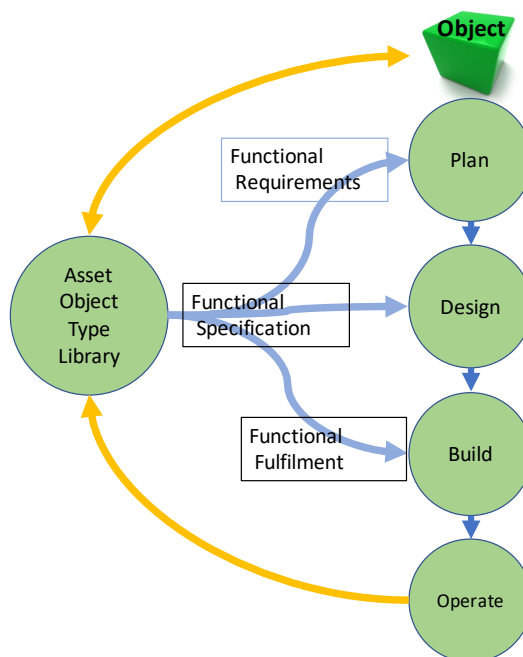 Object
Functional
Requirements
Plan
Asset
Object
Type
Library
Functional
Specification
Design
Functional
Fulfilment
Build
Operate